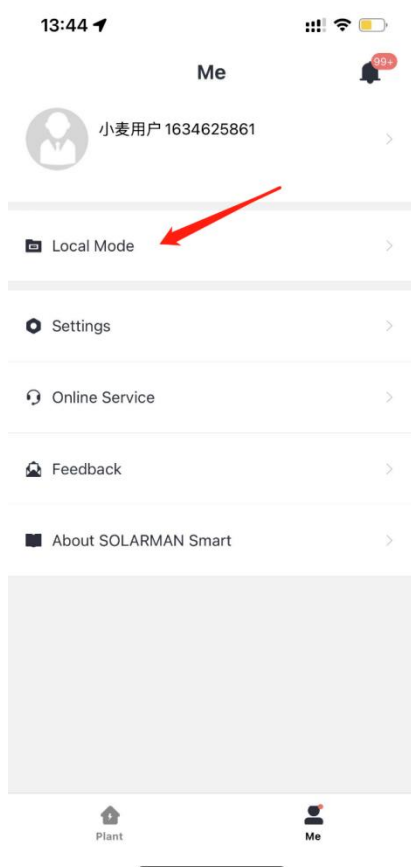 13:44
Me
99+
小麦用户1634625861
Local Mode
Settings
Online Service
Feedback
About SOLARMAN Smart
Plant
Me